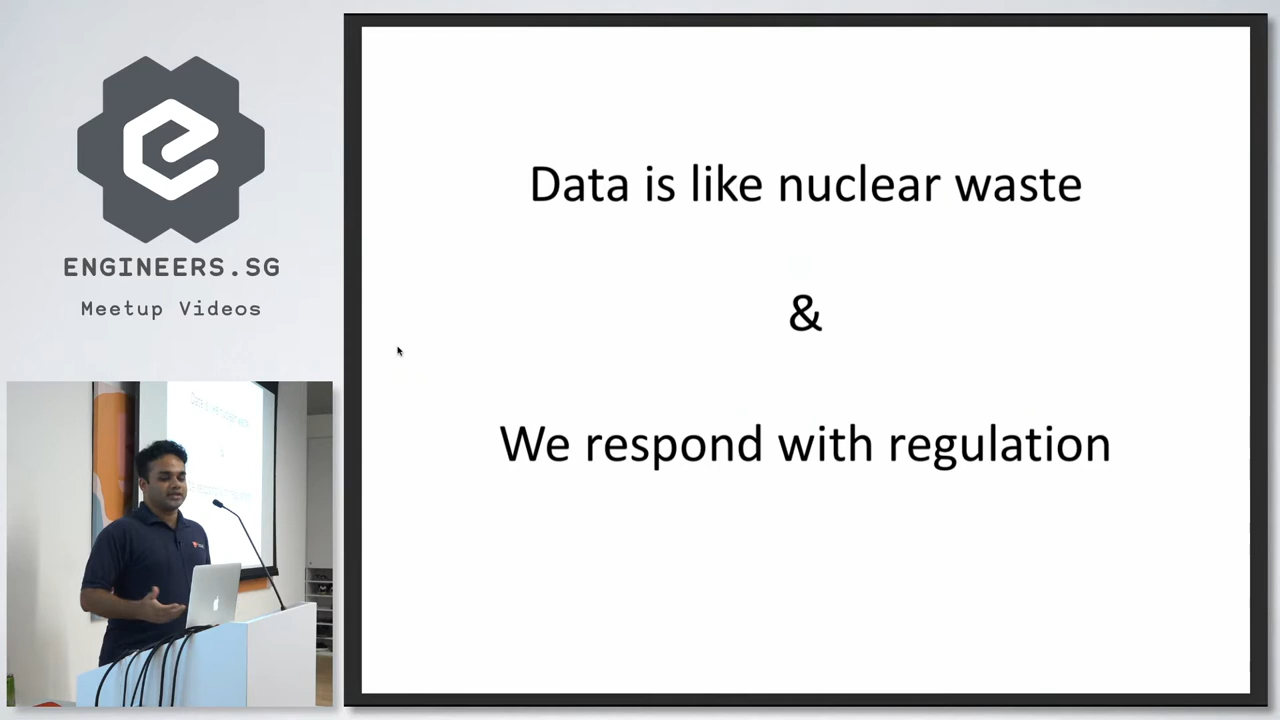 ENGINEERS.SG
Meetup Videos
Data is like nuclear waste
&
We respond with regulation